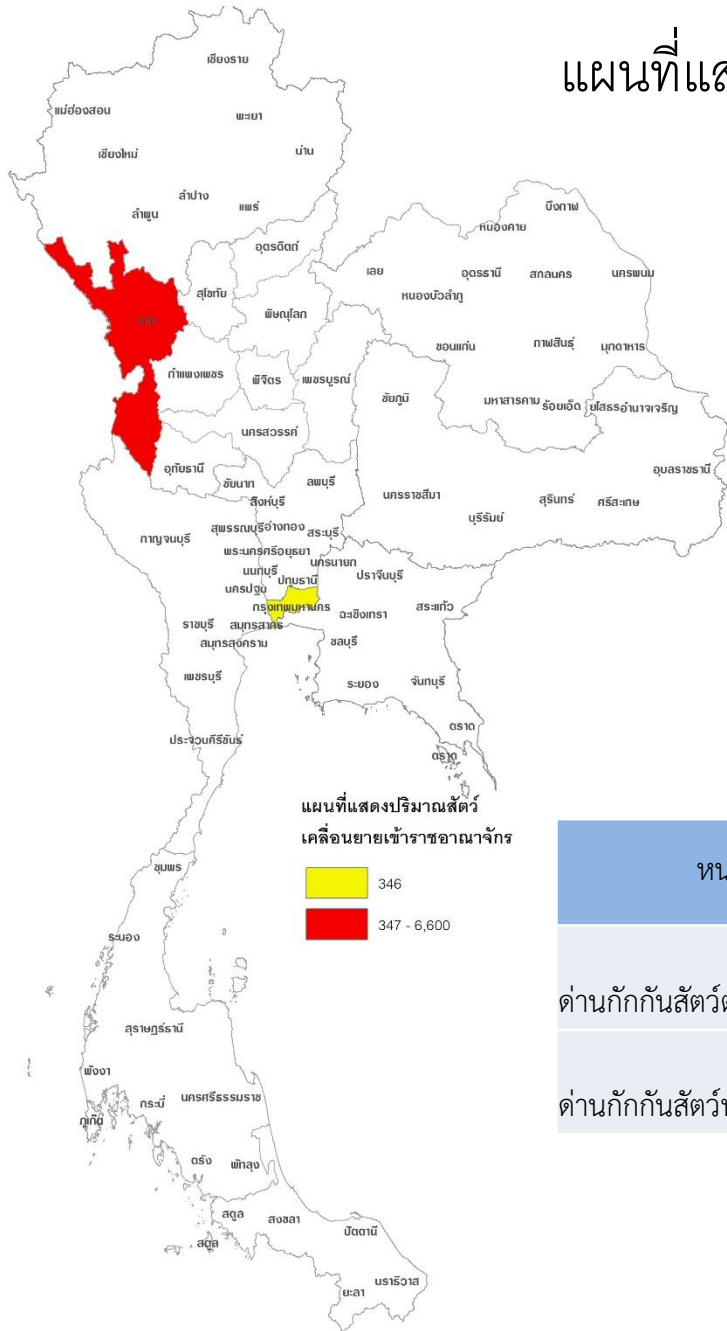 แผนที่แส
เชียงราย
แม่ฮ่องสอน
พะเยา
เชียงใหม่
น่าน
ลำปาง
ลำพูน
แพร่
บึงกาฬ
หนองคาย
อุตรดิตถ์
เลย
อุดรธานี
สกลนคร
นครพนม
สุโขทัย
หนองบัวลำภู
พิษณุโลก
ตาก
ขอนแก่น
กาฬสินธุ์
มุกดาหาร
กำแพงเพชร
พิจิตร
เพชรบูรณ์
ชัยภูมิ
มหาสารคาม
ร้อยเอ็ด
ยโสธร
อำนาจเจริญ
นครสวรรค์
อุทัยธานี
ชัยนาท
ลพบุรี
นครราชสีมา
สุรินทร์
ศรีสะเกษ
อุบลราชธานี
สิงห์บุรี
บุรีรัมย์
กาญจนบุรี
สุพรรณบุรี
อ่างทอง
สระบุรี
พระนครศรีอยุธยา
นครนายก
นนทบุรี
ปทุมธานี
ปราจีนบุรี
นครปฐม
กรุงเทพมหานคร
ฉะเชิงเทรา
สระแก้ว
ราชบุรี
สมุทรสาคร
สมุทรสงคราม
ชลบุรี
เพชรบุรี
ระยอง
จันทบุรี
ตราด
ตราด
ประจวบคีรีขันธ์
แผนที่แสดงปริมาณสัตว์
เคลื่อนยายเข้าราชอาณาจักร
346
347 - 6,600
หน
ด่านกักกันสัตว์ต
ด่านกักกันสัตว์ท
ชุมพร
ระนอง
สุราษฎร์ธานี
พังงา
กระบี่
นครศรีธรรมราช
ภูเก็ต
ตรัง
พัทลุง
สตูล
สงขลา
ปัตตานี
สตูล
นราธิวาส
ยะลา